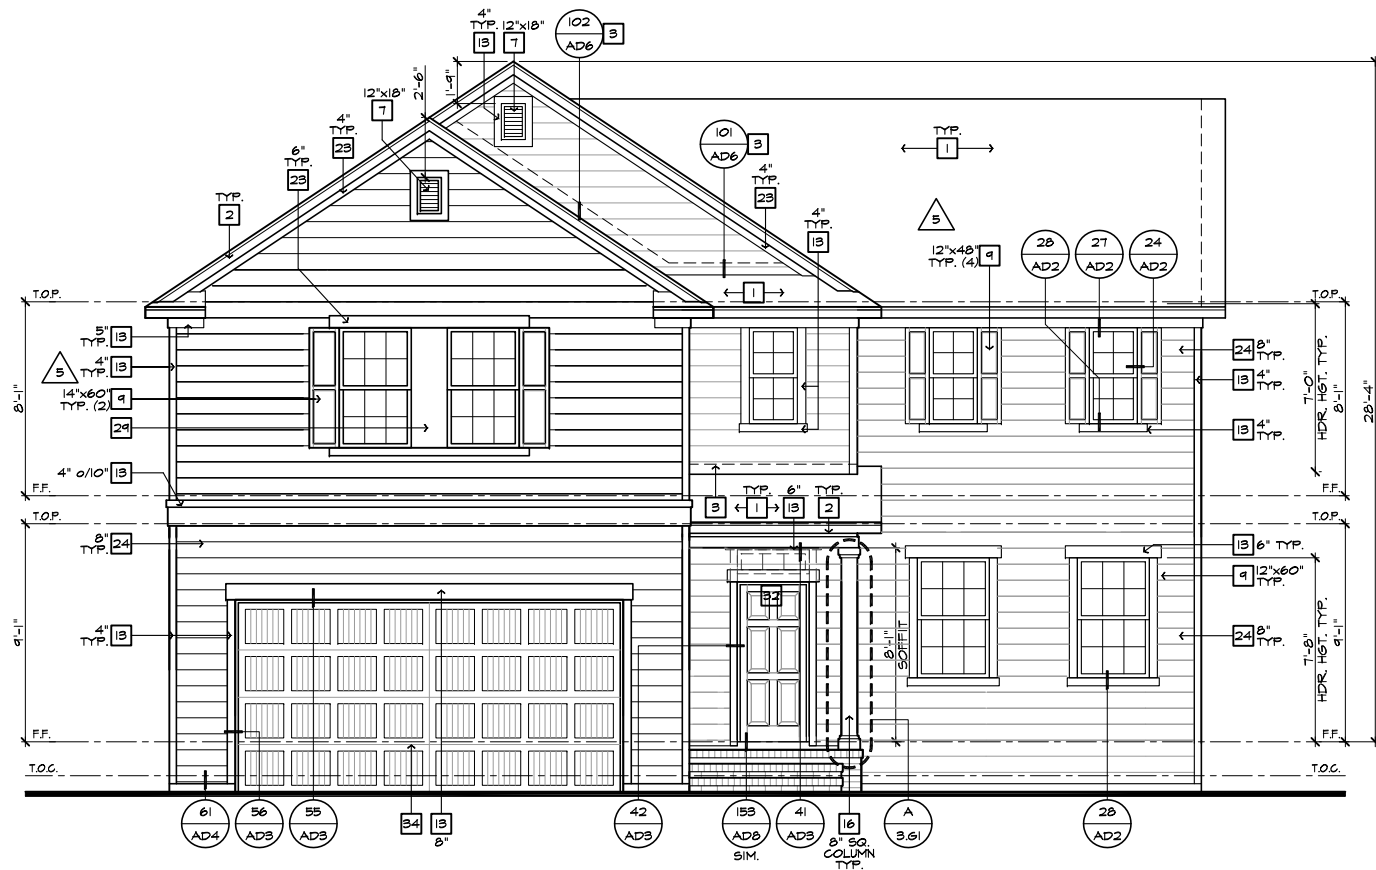 4"
TYP.
13
12"x18"
7
102
AD6
3
12"x18"
7
2'-6"
1'-9"
4"
TYP.
23
6"
TYP.
23
TYP.
2
101
AD6
3
4"
TYP.
23
4"
TYP.
13
TYP.
1
5
12"x48"
TYP. (4)
9
28
AD2
27
AD2
24
AD2
1
T.O.P.
T.O.P.
5"
TYP.
13
5
4"
TYP.
13
14"x60"
TYP. (2)
9
29
8'-1"
4" o/10"
13
F.F.
T.O.P.
24
8"
TYP.
13
4"
TYP.
13
4"
TYP.
7'-0"
HDR. HGT. TYP.
8'-1"
28'-4"
F.F.
T.O.P.
3
TYP.
1
6"
13
TYP.
2
8"
TYP.
24
13
6" TYP.
9
12"x60"
TYP.
32
4"
TYP.
13
9'-1"
8'-1"
SOFFIT
24
8"
TYP.
7'-8"
HDR. HGT. TYP.
9'-1"
F.F.
F.F.
T.O.C.
T.O.C.
61
AD4
56
AD3
55
AD3
34
13
8"
42
AD3
153
AD8
SIM.
41
AD3
16
8" SQ.
COLUMN
TYP.
A
3.G1
28
AD2